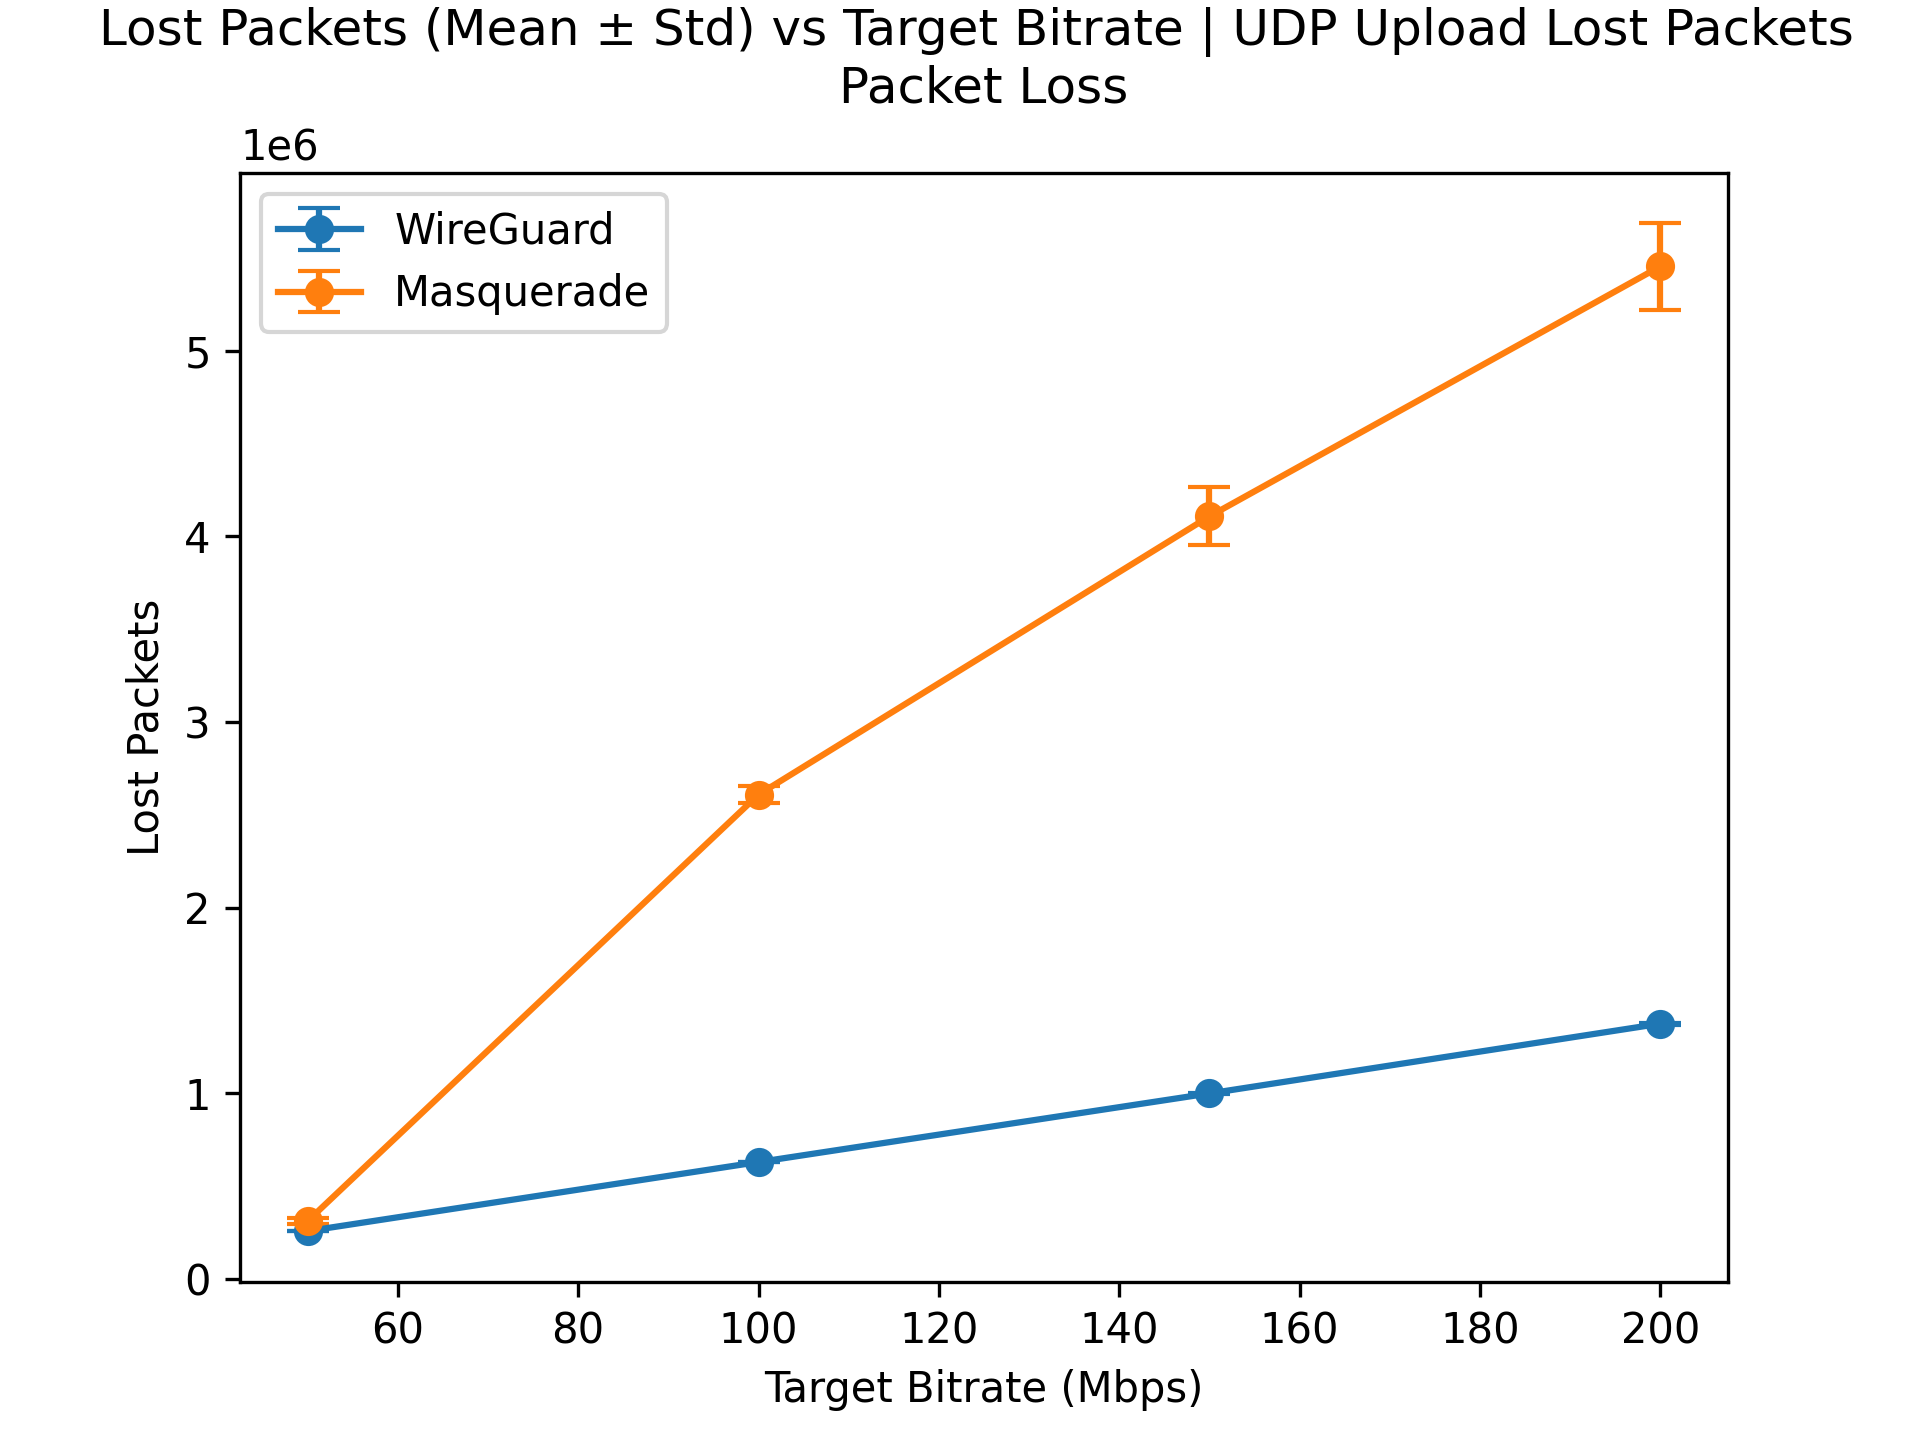 Lost Packets (Mean ± Std) vs Target Bitrate | UDP Upload Lost Packets
Packet Loss
1e6
WireGuard
Masquerade
5
4
3
2
1
0
Lost Packets
60 80 100 120 140 160 180 200
Target Bitrate (Mbps)